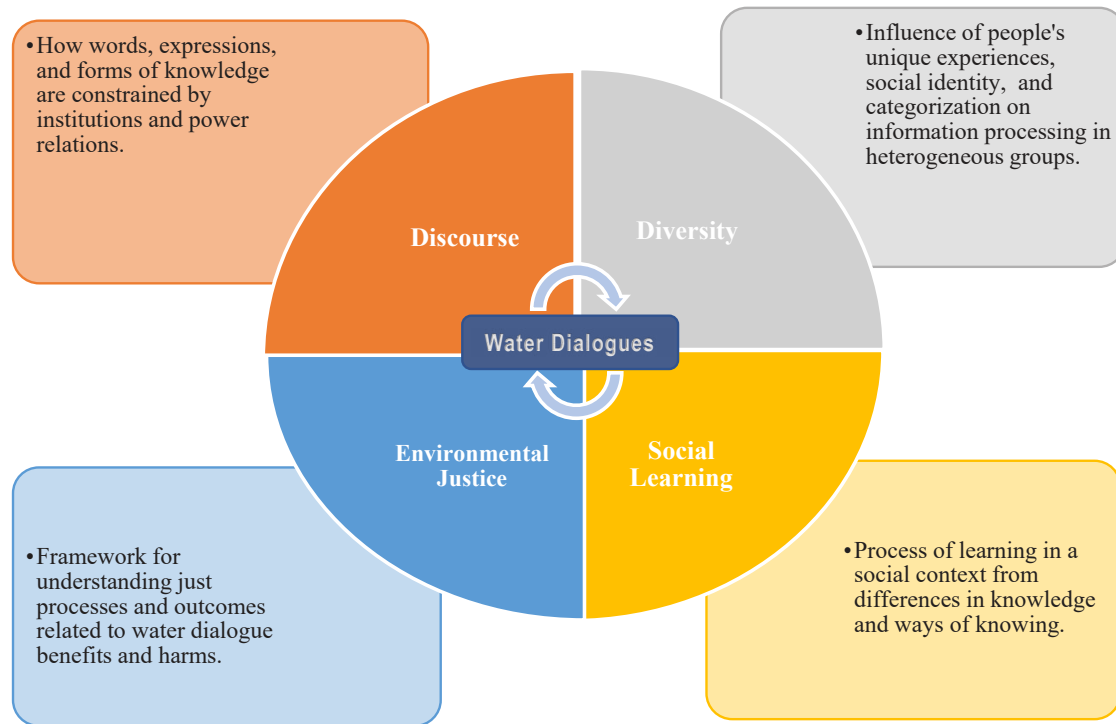 •How words, expressions,
and forms of knowledge
are constrained by
institutions and power
relations.
•Influence of people's
unique experiences,
social identity, and
categorization on
information processing in
heterogeneous groups.
Discourse
Diversity
Water Dialogues
Environmental
Justice
Social
Learning
•Framework for
understanding just
processes and outcomes
related to water dialogue
benefits and harms.
•Process of learning in a
social context from
differences in knowledge
and ways of knowing.